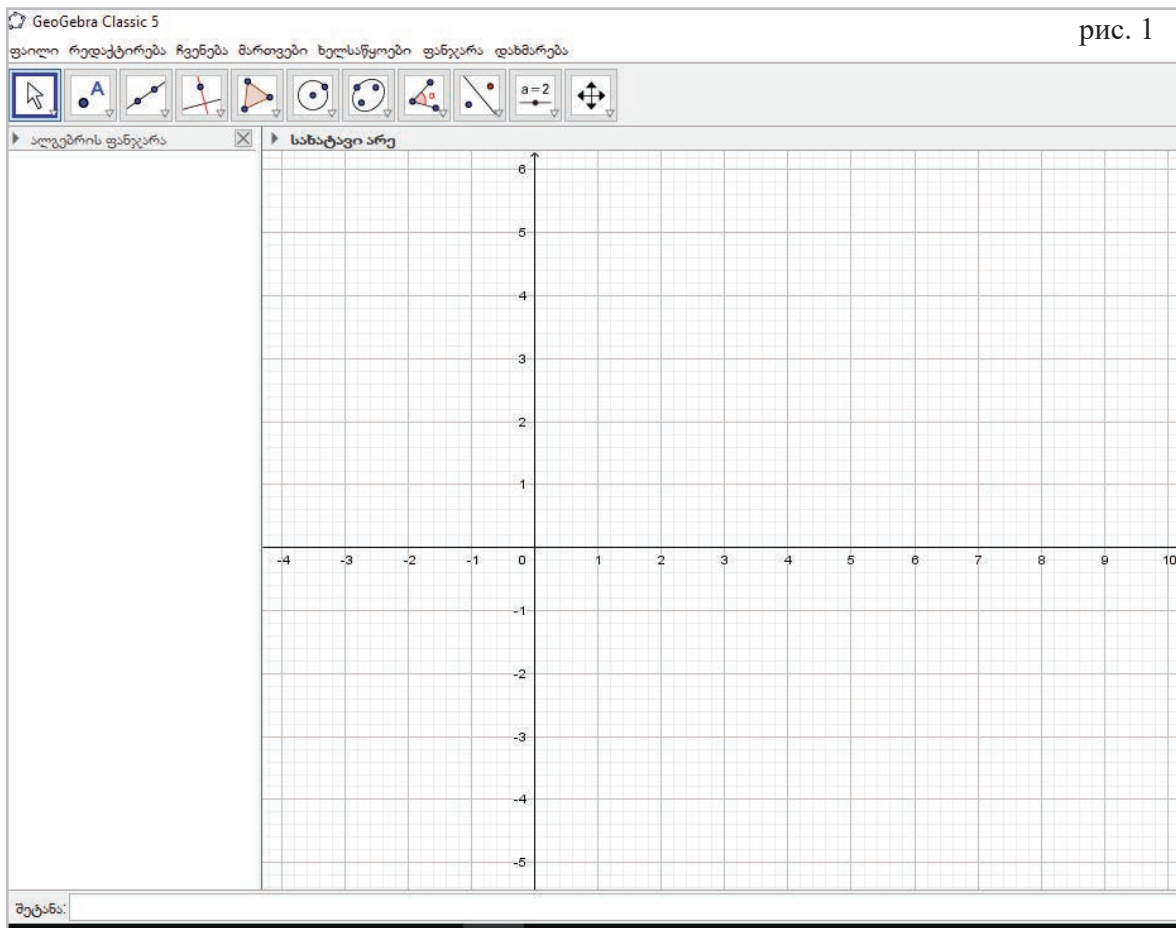 GeoGebra Classic 5
рис. 1
ფაილი რედაქტირება ჩვენება მართვები ხელსაწყოები ფანჯარა დახმარება
A α a=2
ალგებრის ფანჯარა
სახატავი არე
6
5
4
3
2
1
-4 -3 -2 -1 0 1 2 3 4 5 6 7 8 9 10
-1
-2
-3
-4
-5
შეტანა: